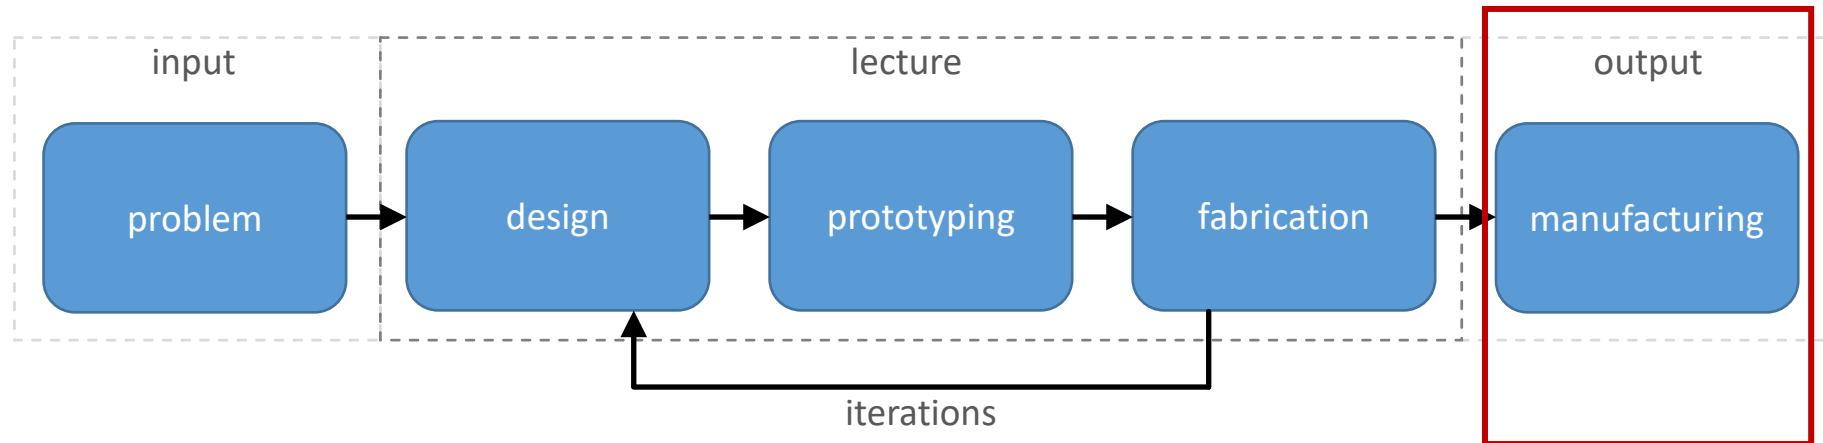 input
lecture
output
problem
design
prototyping
fabrication
manufacturing
iterations